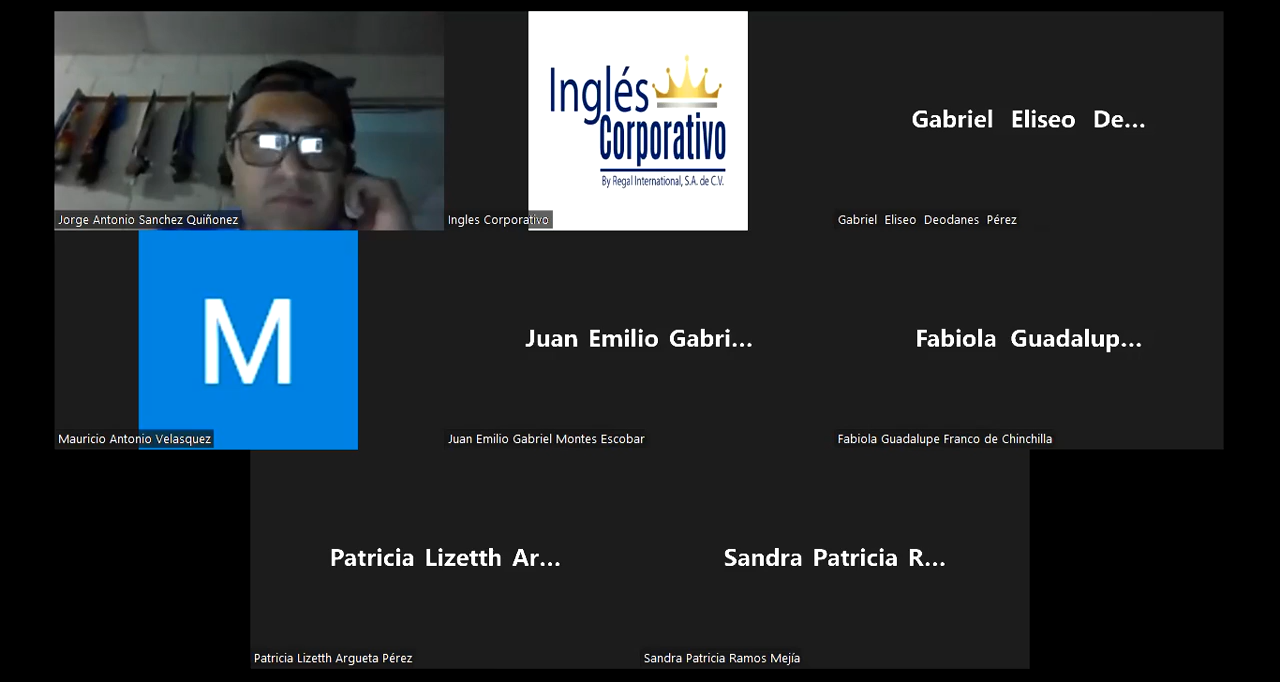 Jorge Antonio Sanchez Quiñonez
Inglés
Corporativo
By Regal International, S.A. de C.V.
Ingles Corporativo
Gabriel Eliseo De...
Gabriel Eliseo Deodanes Pérez
M
Mauricio Antonio Velasquez
Juan Emilio Gabri...
Juan Emilio Gabriel Montes Escobar
Fabiola Guadalup...
Fabiola Guadalupe Franco de Chinchilla
Patricia Lizetth Ar...
Patricia Lizetth Argueta Pérez
Sandra Patricia R...
Sandra Patricia Ramos Mejía